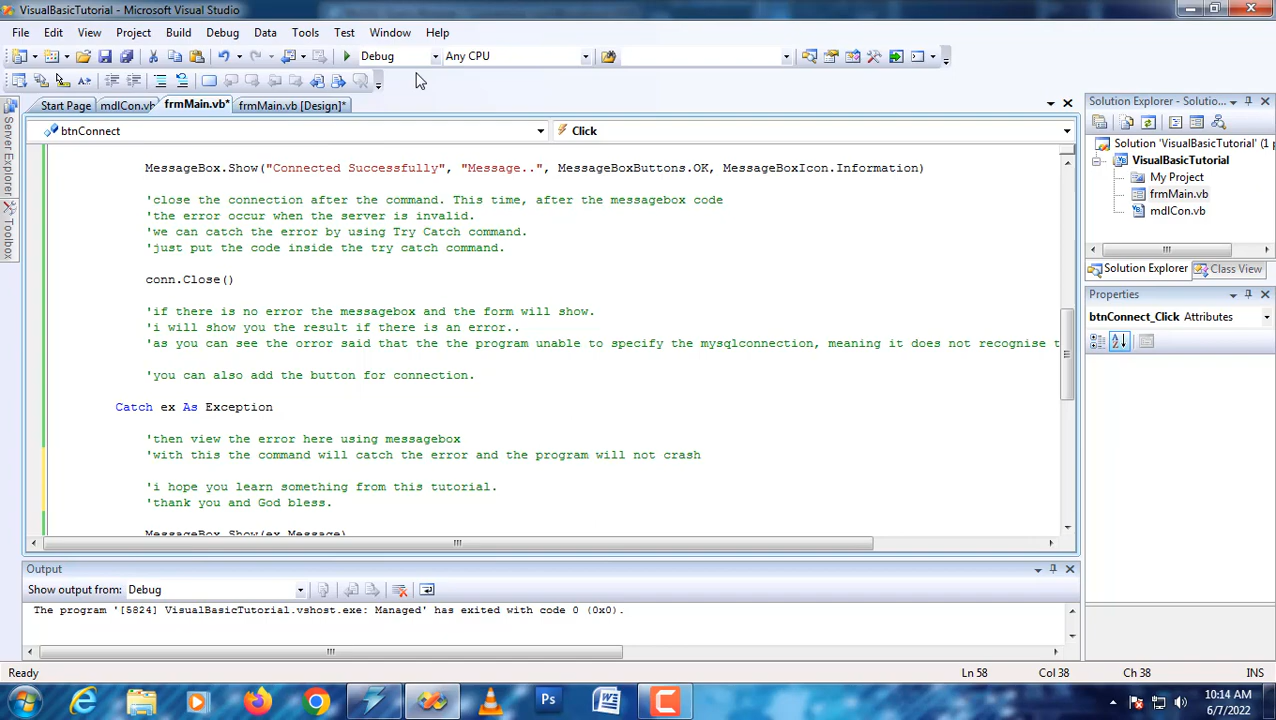 VisualBasicTutorial - Microsoft Visual Studio
File Edit View Project Build Debug Data Tools Test Window Help
Debug Any CPU
Start Page mdlCon.vb frmMain.vb* frmMain.vb [Design]*
btnConnect Click
MessageBox.Show("Connected Successfully", "Message..", MessageBoxButtons.OK, MessageBoxIcon.Information)
'close the connection after the command. This time, after the messagebox code
'the error occur when the server is invalid.
'we can catch the error by using Try Catch command.
'just put the code inside the try catch command.
conn.Close()
'if there is no error the messagebox and the form will show.
'i will show you the result if there is an error..
'as you can see the orror said that the the program unable to specify the mysqlconnection, meaning it does not recognise t
'you can also add the button for connection.
Catch ex As Exception
'then view the error here using messagebox
'with this the command will catch the error and the program will not crash
'i hope you learn something from this tutorial.
'thank you and God bless.
MessageBox.Show(ex.Message)
Server Explorer
Toolbox
Solution Explorer - Solutio...
Solution 'VisualBasicTutorial' (1 p
VisualBasicTutorial
My Project
frmMain.vb
mdlCon.vb
Solution Explorer Class View
Properties
btnConnect_Click Attributes
Output
Show output from: Debug
The program '[5824] VisualBasicTutorial.vshost.exe: Managed' has exited with code 0 (0x0).
Ready Ln 58 Col 38 Ch 38 INS
Ps
10:14 AM
6/7/2022